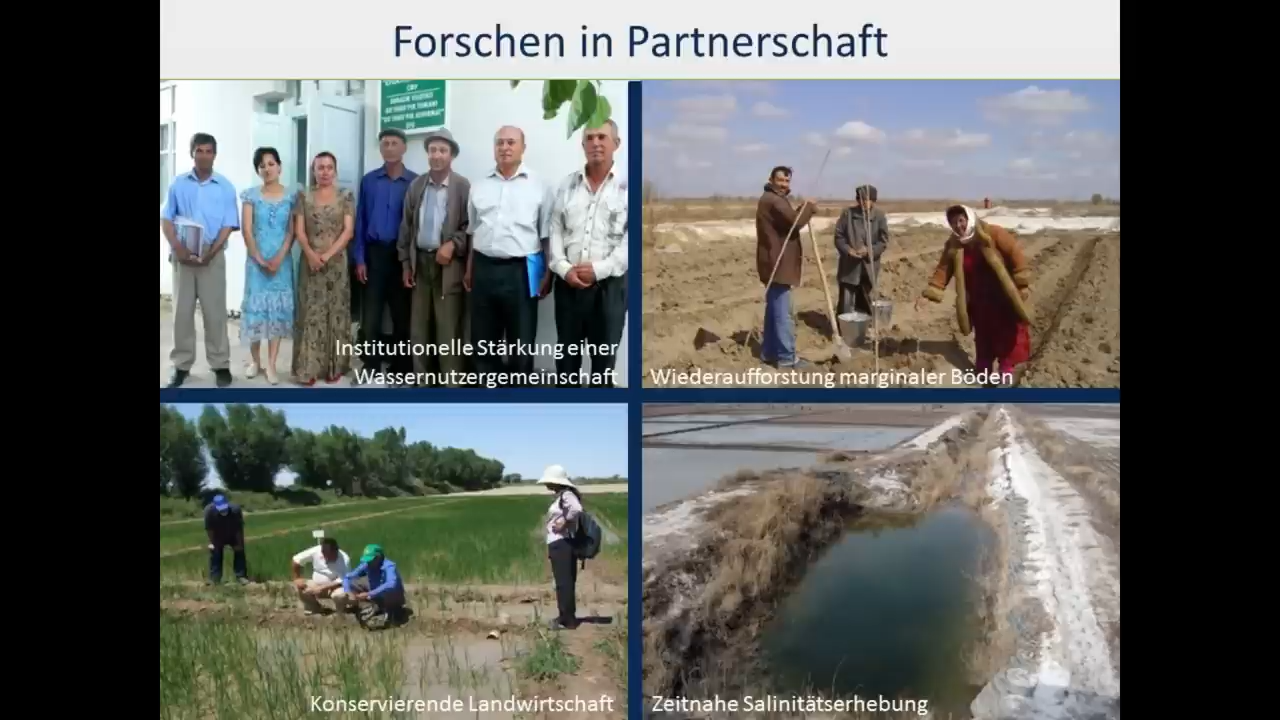 Forschen in Partnerschaft
Institutionelle Stärkung einer
Wassernutzergemeinschaft
Wiederaufforstung marginaler Böden
Konservierende Landwirtschaft
Zeitnahe Salinitätserhebung